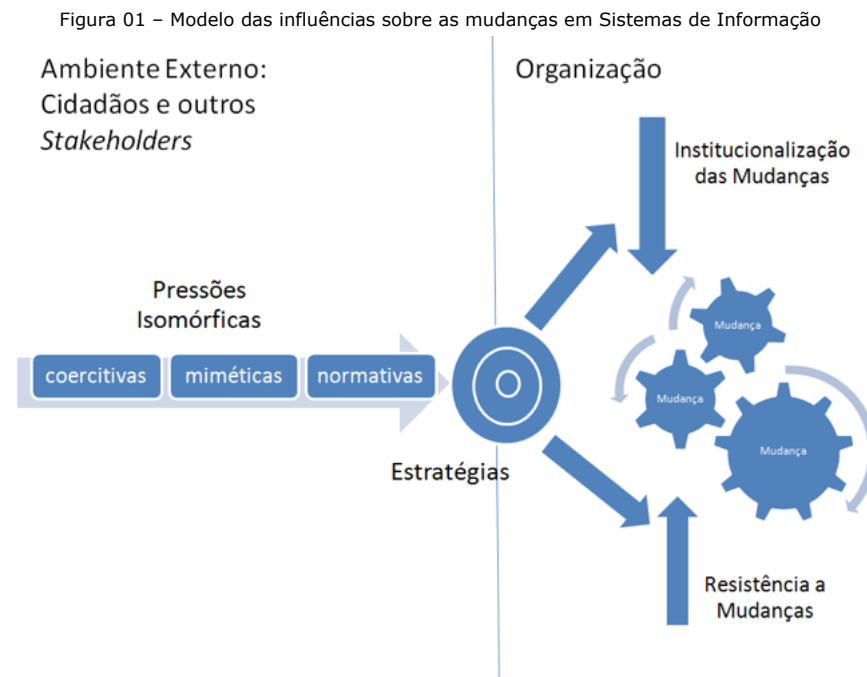 Figura 01 – Modelo das influências sobre as mudanças em Sistemas de Informação
Ambiente Externo:
Cidadãos e outros
Stakeholders
Organização
Institucionalização
das Mudanças
Pressões
Isomórficas
coercitivas
miméticas
normativas
Estratégias
Mudança
Mudança
Mudança
Resistência a
Mudanças